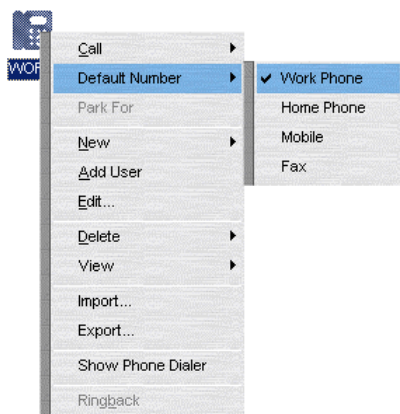 WOR
Call
Default Number
Work Phone
Park For
Home Phone
New
Mobile
Add User
Fax
Edit...
Delete
View
Import...
Export...
Show Phone Dialer
Ringback